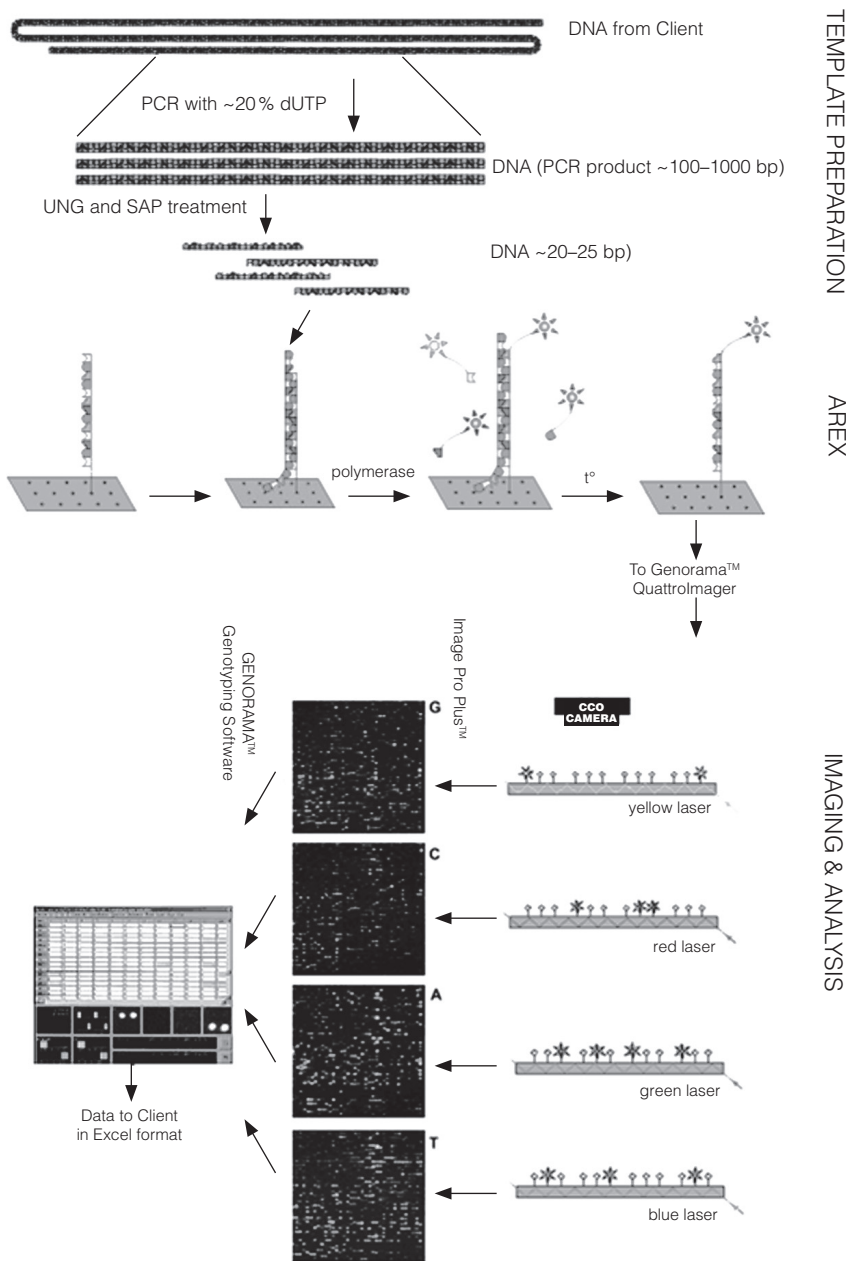 DNA from Client
PCR with ~20% dUTP
DNA (PCR product ~100–1000 bp)
UNG and SAP treatment
DNA ~20–25 bp)
TEMPLATE PREPARATION
polymerase
t°
AREX
To Genorama™
QuattroImager
GENORAMA™
Genotyping Software
Image Pro Plus™
CCO
CAMERA
G
yellow laser
C
red laser
A
green laser
T
blue laser
Data to Client
in Excel format
IMAGING & ANALYSIS